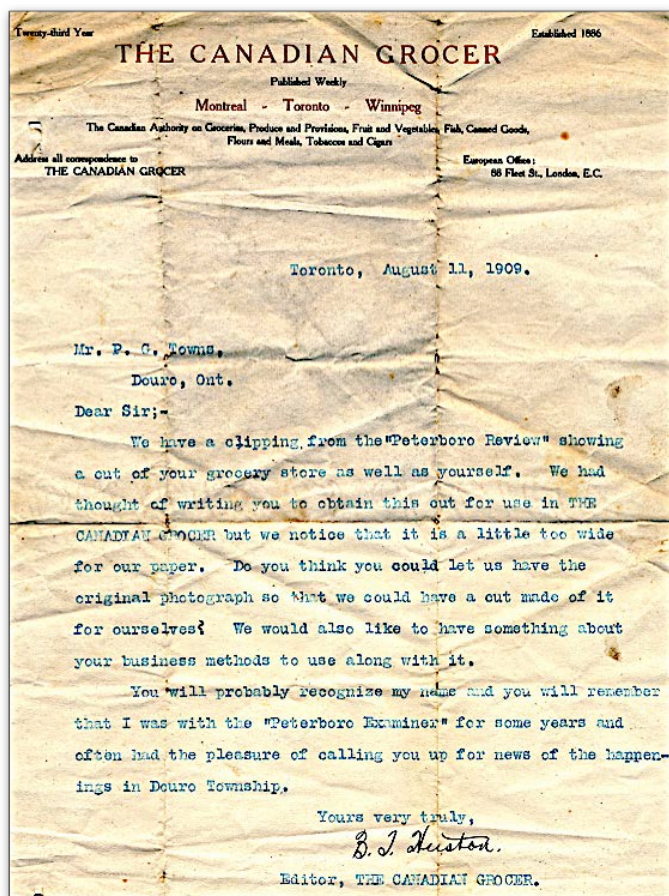 Twenty-third Year
Established 1886
THE CANADIAN GROCER
Published Weekly
Montreal - Toronto - Winnipeg
The Canadian Authority on Groceries, Produce and Provisions, Fruit and Vegetables, Fish, Canned Goods,
Flours and Meals, Tobaccos and Cigars
Address all correspondence to
THE CANADIAN GROCER
European Office:
88 Fleet St., London, E.C.
Toronto, August 11, 1909.
Mr. P. G. Towns,
Douro, Ont.
Dear Sir;-
We have a clipping from the "Peterboro Review" showing
a cut of your grocery store as well as yourself. We had
thought of writing you to obtain this cut for use in THE
CANADIAN GROCER but we notice that it is a little too wide
for our paper. Do you think you could let us have the
original photograph so that we could have a cut made of it
for ourselves? We would also like to have something about
your business methods to use along with it.
You will probably recognize my name and you will remember
that I was with the "Peterboro Examiner" for some years and
often had the pleasure of calling you up for news of the happen-
ings in Douro Township.
Yours very truly,
B. T. Huston.
Editor, THE CANADIAN GROCER.